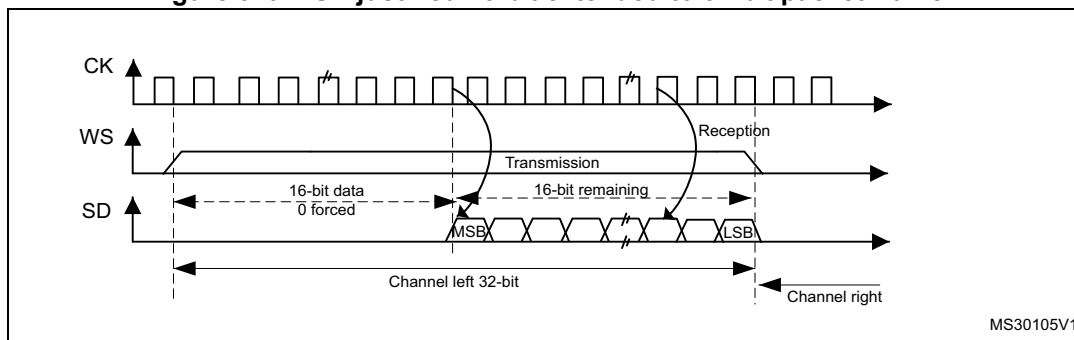 CK
WS
Reception
Transmission
16-bit data
0 forced
16-bit remaining
SD
MSB
LSB
Channel left 32-bit
Channel right
MS30105V1